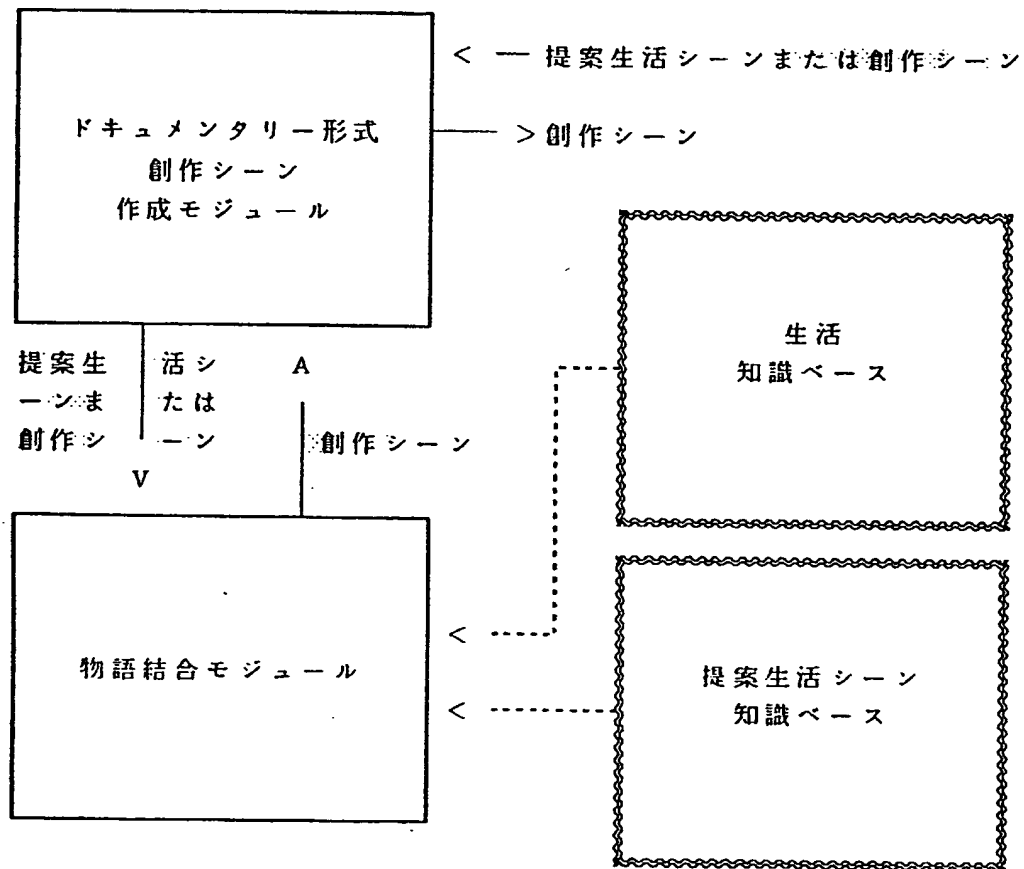 < — 提案生活シーンまたは創作シーン
ドキュメンタリー形式
創作シーン
作成モジュール
— > 創作シーン
生活
知識ベース
提案生 活シ
ーンま たは
創作シ ーン
V
A
創作シーン
<
物語結合モジュール
<
提案生活シーン
知識ベース